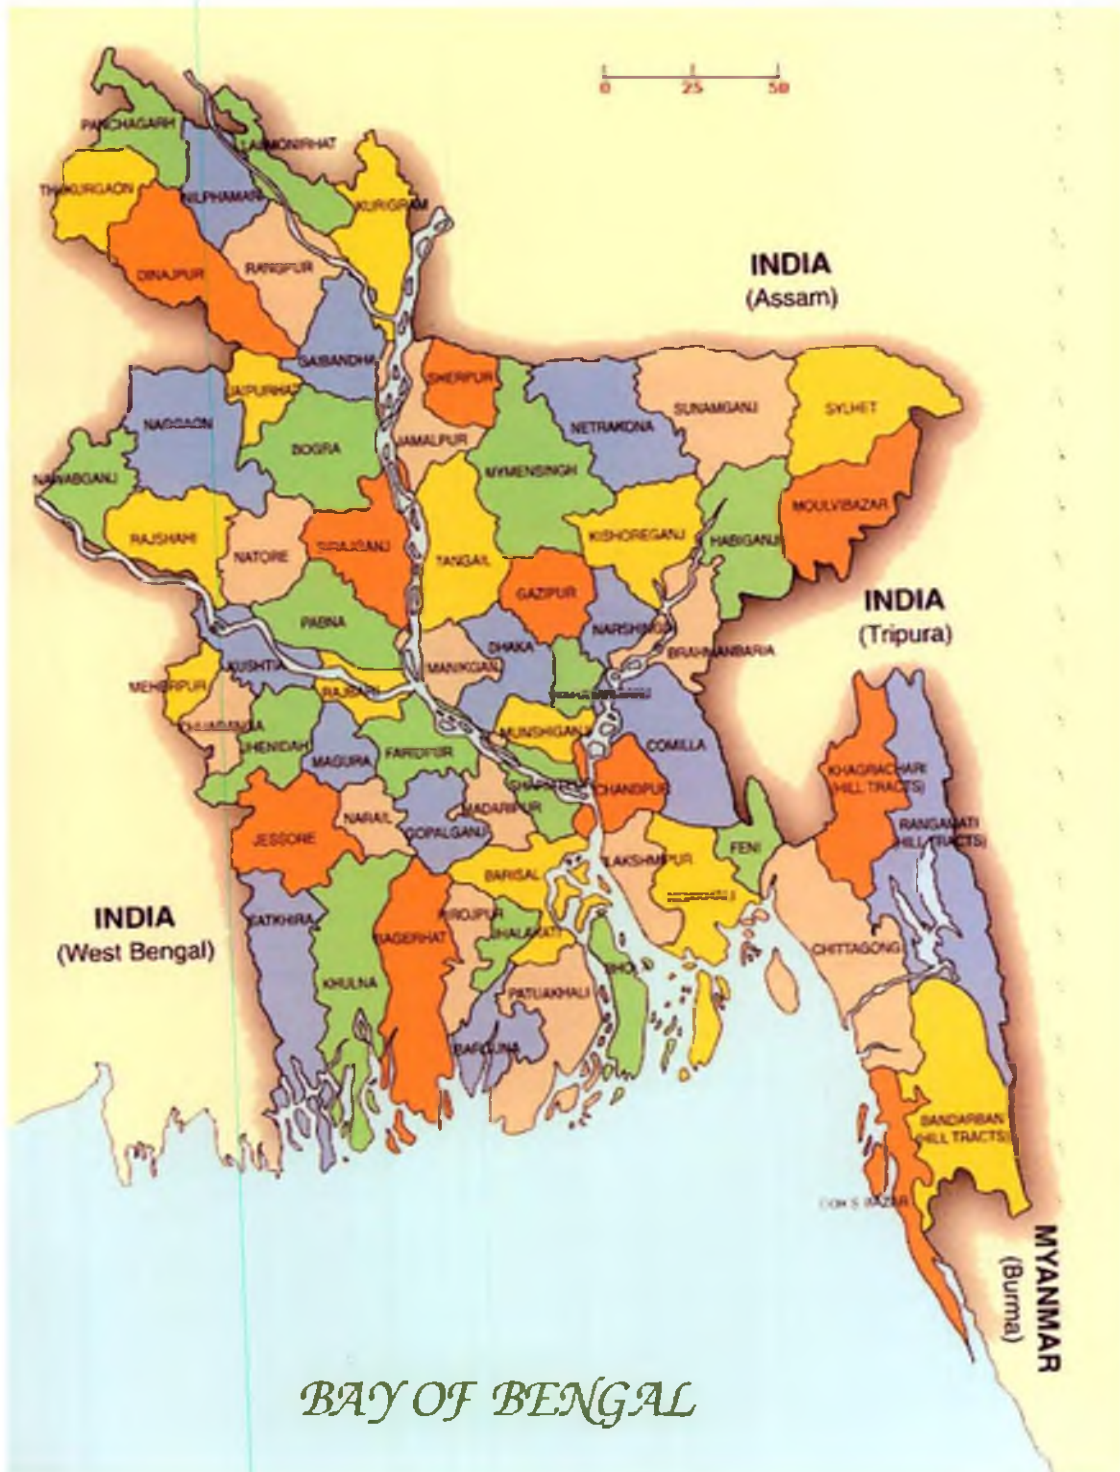 0 25 50
PANCHAGARH
LALMONIRHAT
THAKURGAON
NILPHAMARI
KURIGRAM
DINAJPUR
RANGPUR
INDIA
(Assam)
GAIBANDHA
SHERPUR
JAIPURHAT
NAOGAON
BOGRA
JAMALPUR
NETRAKONA
SUNAMGANJ
SYLHET
MYMENSINGH
NAWABGANJ
MOULVIBAZAR
RAJSHAHI
NATORE
SIRAJGANJ
TANGAIL
KISHOREGANJ
HABIGANJ
GAZIPUR
INDIA
(Tripura)
PABNA
DHAKA
NARSHINGDI
BRAHMANBARIA
KUSHTIA
MANIKGANJ
MEHERPUR
RAJBARI
CHUADANGA
JHENIDAH
MAGURA
FARIDPUR
MUNSHIGANJ
COMILLA
KHAGRACHARI
(HILL TRACTS)
CHANDPUR
MADARIPUR
NARAIL
GOPALGANJ
JESSORE
RANGAMATI
(HILL TRACTS)
FENI
LAKSHMIPUR
BARISAL
INDIA
(West Bengal)
SATKHIRA
PIROJPUR
JHALAKATI
BAGERHAT
CHITTAGONG
KHULNA
BHOLA
PATUAKHALI
BARGUNA
BANDARBAN
(HILL TRACTS)
COX'S BAZAR
MYANMAR
(Burma)
BAY OF BENGAL